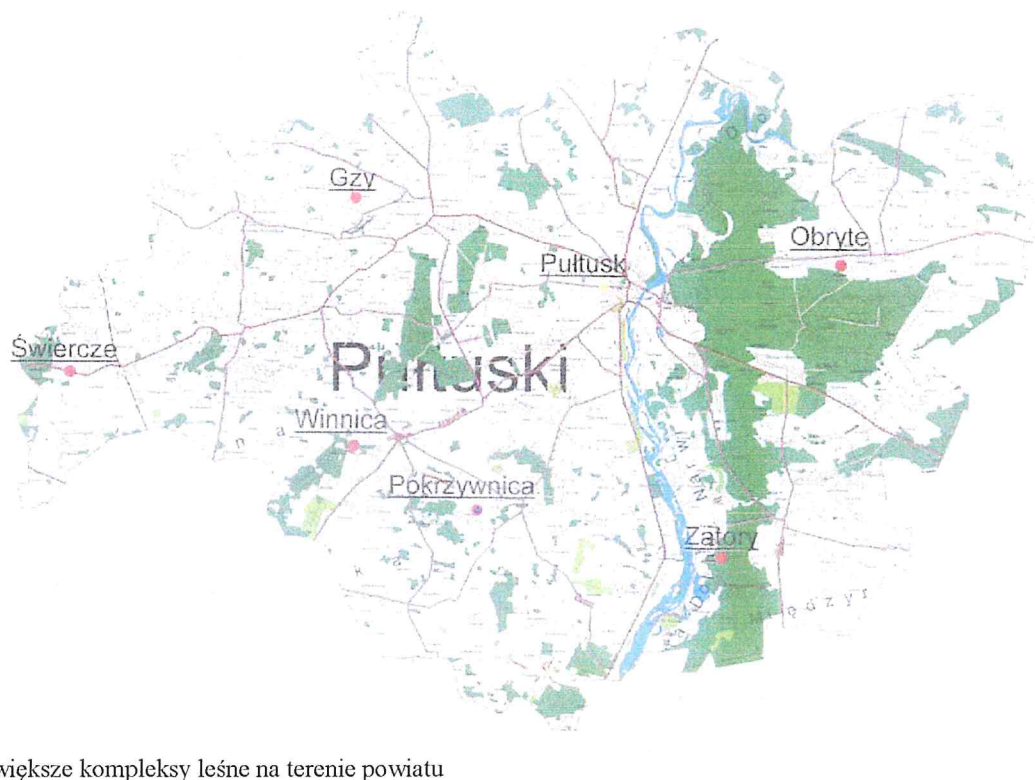 Gzy
Obryte
Pułtusk
Świercze
Pułtuski
Winnica
Pokrzywnica
Zatory
większe kompleksy leśne na terenie powiatu